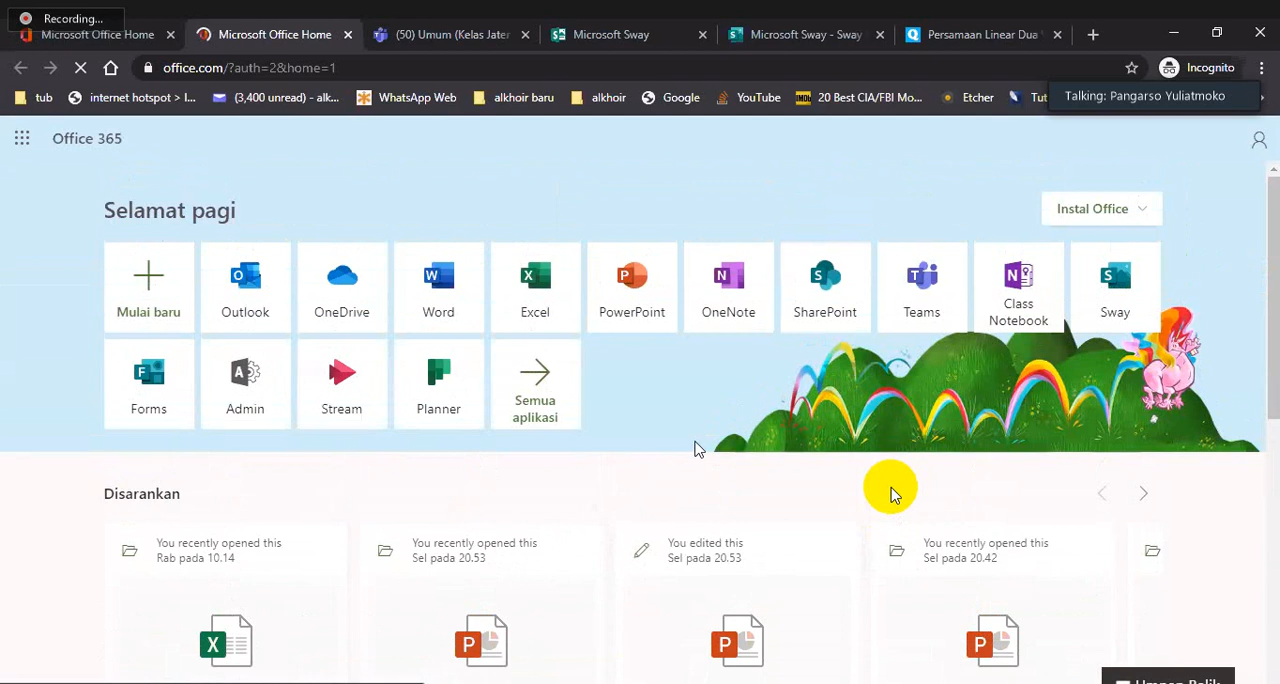 Recording...
Microsoft Office Home
Microsoft Office Home
(50) Umum (Kelas Jater
Microsoft Sway
Microsoft Sway - Sway
Persamaan Linear Dua
office.com/?auth=2&home=1
Incognito
tub
internet hotspot > I...
(3,400 unread) - alk...
WhatsApp Web
alkhoir baru
alkhoir
Google
YouTube
20 Best CIA/FBI Mo...
Etcher
Tut
Talking: Pangarso Yuliatmoko
Office 365
Selamat pagi
Instal Office
Mulai baru
Outlook
OneDrive
Word
Excel
PowerPoint
OneNote
SharePoint
Teams
Class
Notebook
Sway
Forms
Admin
Stream
Planner
Semua
aplikasi
Disarankan
You recently opened this
Rab pada 10.14
You recently opened this
Sel pada 20.53
You edited this
Sel pada 20.53
You recently opened this
Sel pada 20.42
Umpan Balik